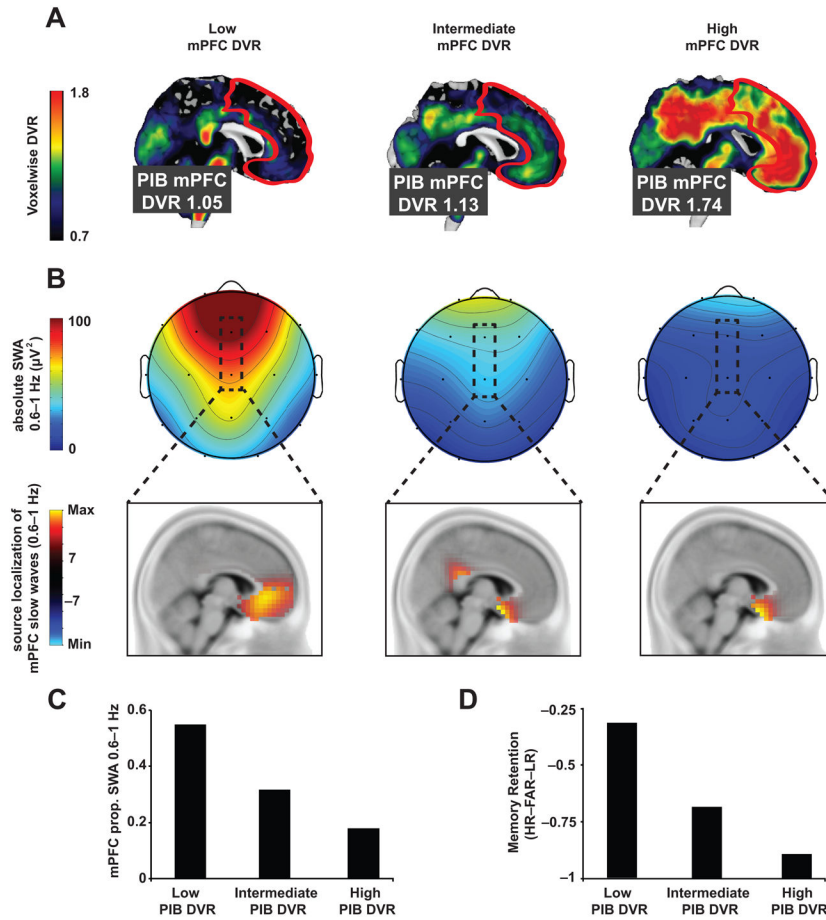 A
Low
mPFC DVR
Intermediate
mPFC DVR
High
mPFC DVR
Voxelwise DVR
1.8
0.7
PIB mPFC
DVR 1.05
PIB mPFC
DVR 1.13
PIB mPFC
DVR 1.74
B
absolute SWA
0.6–1 Hz (µV²)
100
0
source localization of
mPFC slow waves (0.6–1 Hz)
Max
7
–7
Min
C
mPFC prop. SWA 0.6–1 Hz
0.6
0.4
0.2
0
Low
PIB DVR
Intermediate
PIB DVR
High
PIB DVR
D
Memory Retention
(HR–FAR–LR)
–0.25
–0.5
–0.75
–1
Low
PIB DVR
Intermediate
PIB DVR
High
PIB DVR